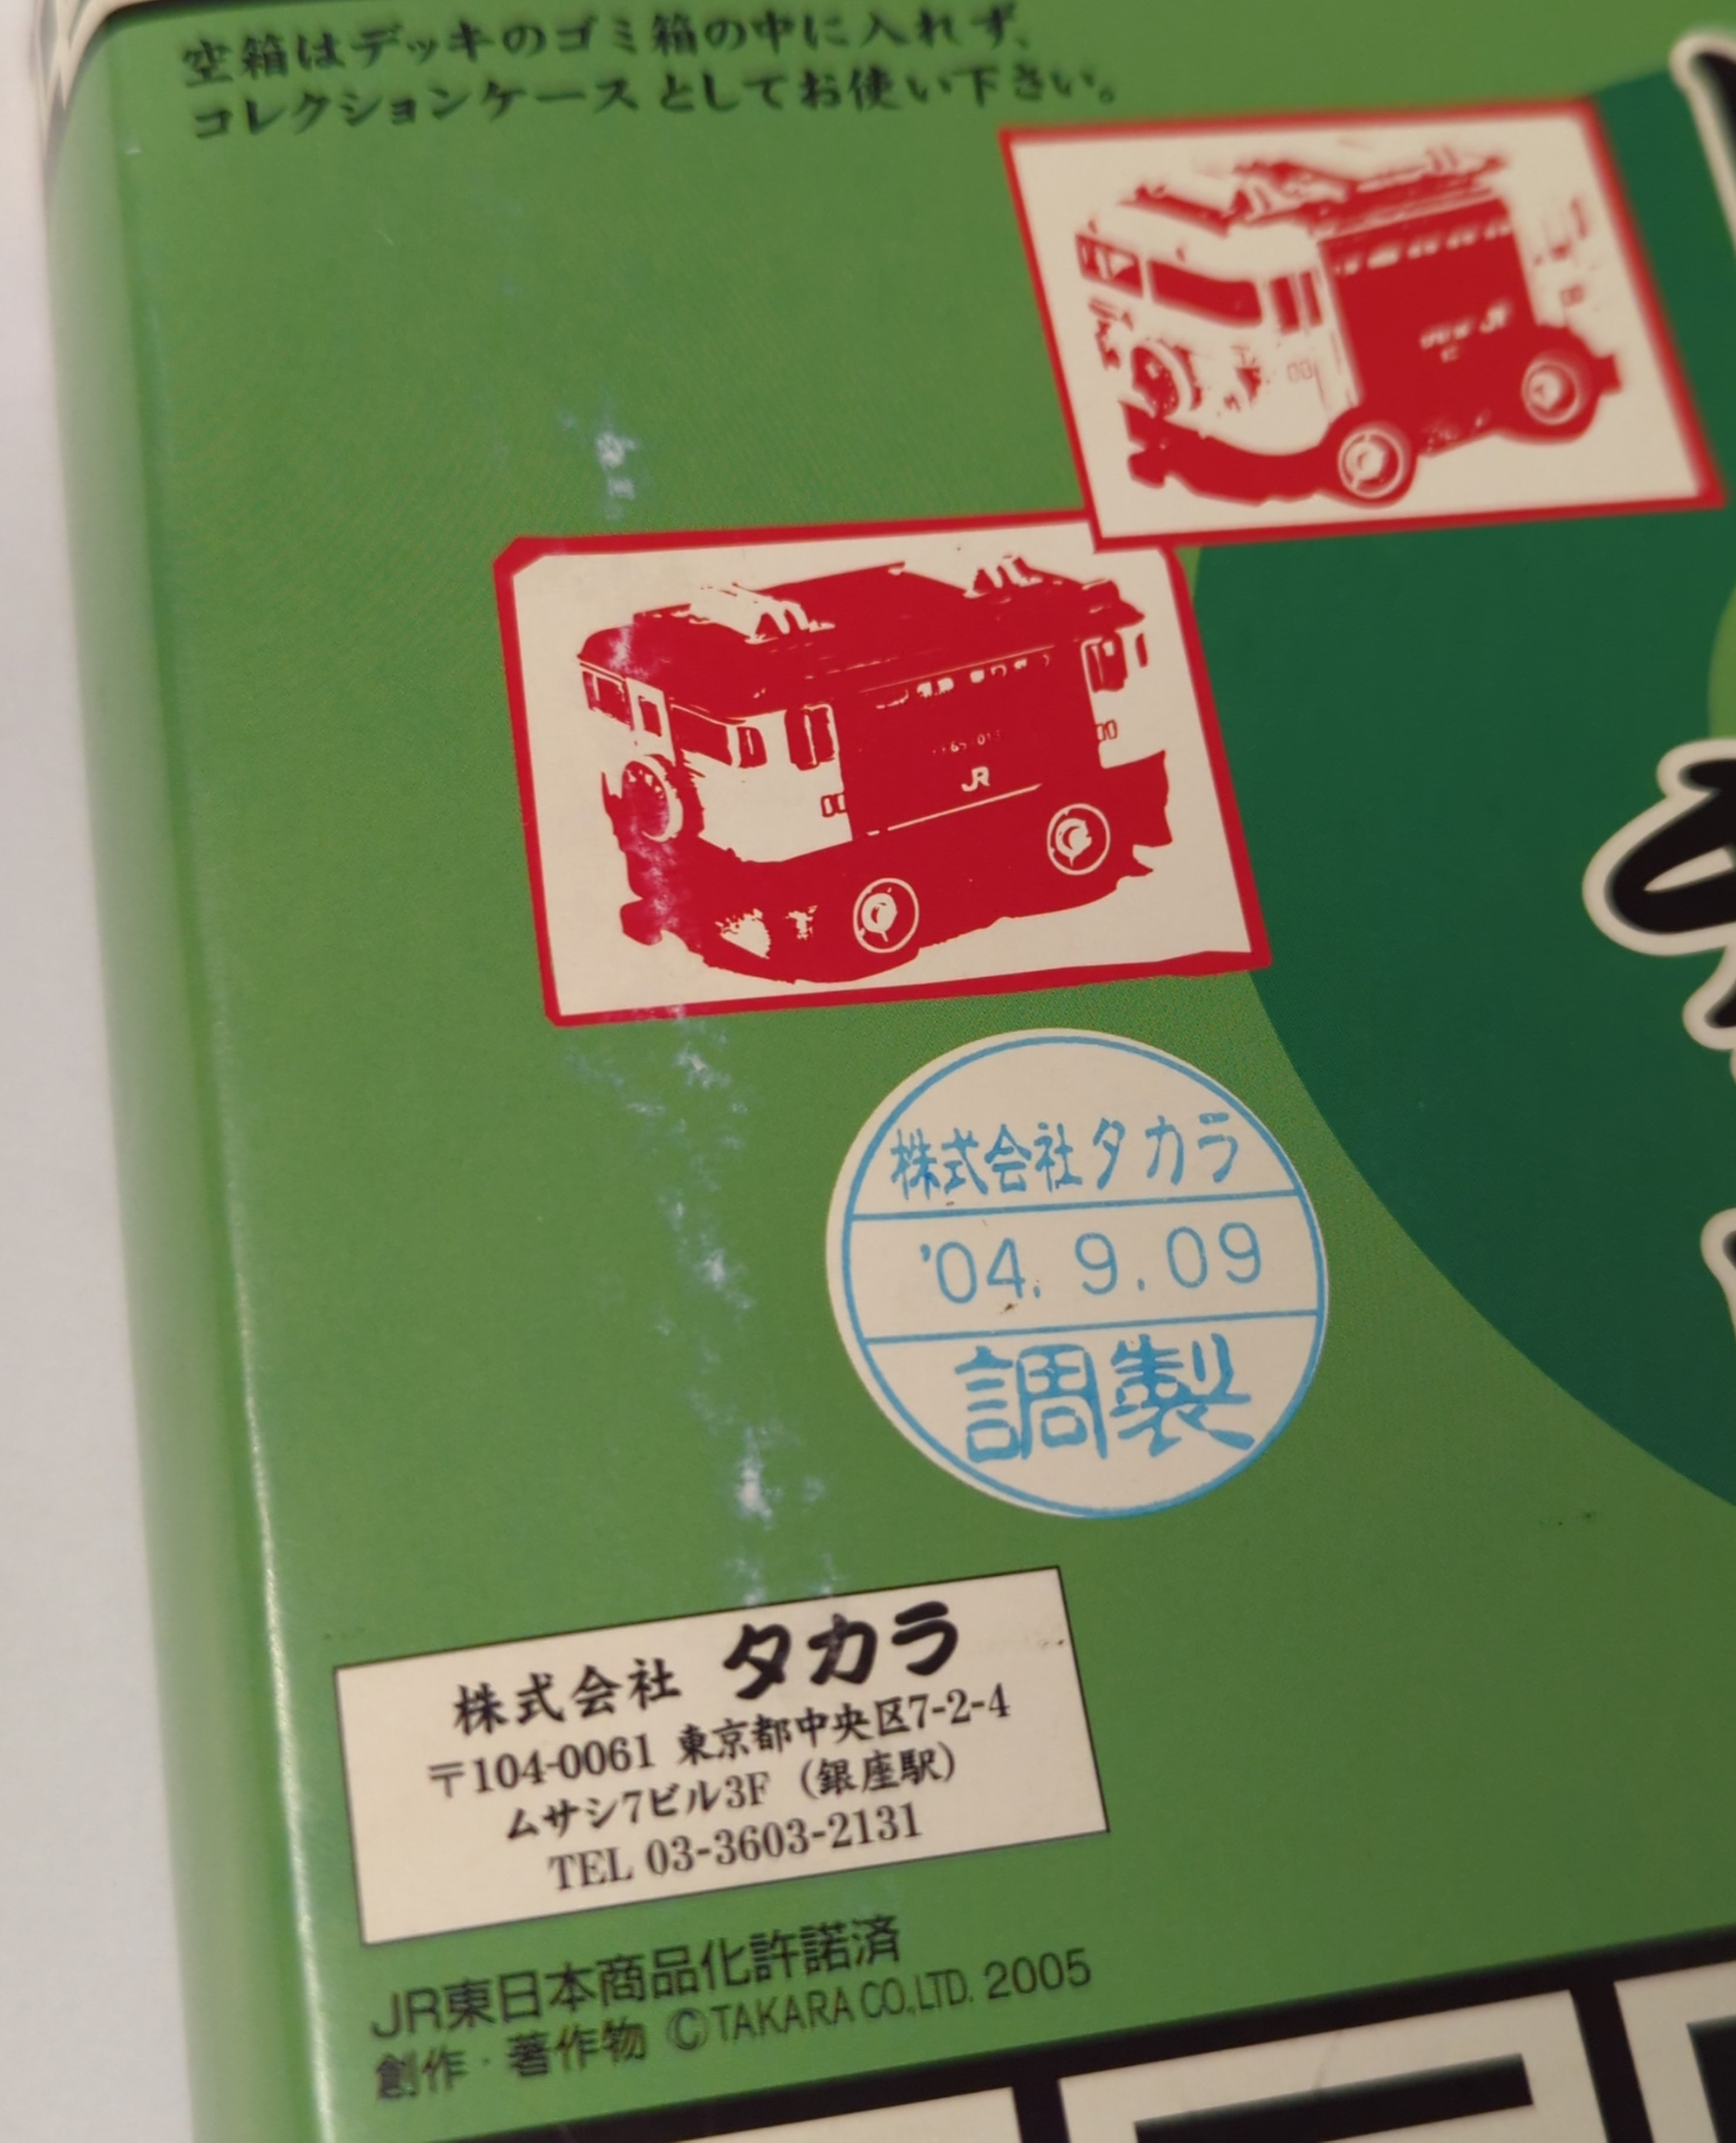 空箱はデッキのゴミ箱の中に入れず、
コレクションケースとしてお使い下さい。
JR
JR
株式会社タカラ
'04. 9. 09
調製
株式会社 タカラ
〒104-0061 東京都中央区7-2-4
ムサシ7ビル3F（銀座駅）
TEL 03-3603-2131
JR東日本商品化許諾済
創作・著作物 ©TAKARA CO.,LTD. 2005